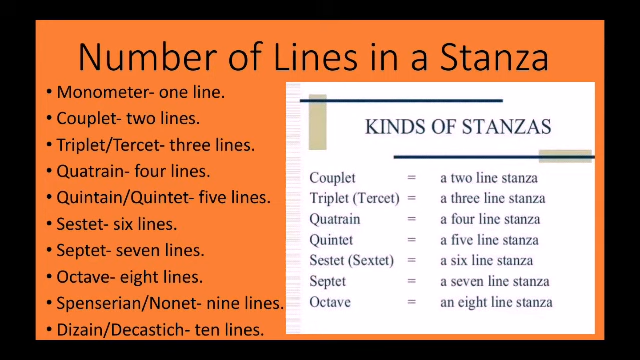 Number of Lines in a Stanza
• Monometer- one line.
• Couplet- two lines.
• Triplet/Tercet- three lines.
• Quatrain- four lines.
• Quintain/Quintet- five lines.
• Sestet- six lines.
• Septet- seven lines.
• Octave- eight lines.
• Spenserian/Nonet- nine lines.
• Dizain/Decastich- ten lines.
KINDS OF STANZAS
Couplet = a two line stanza
Triplet (Tercet) = a three line stanza
Quatrain = a four line stanza
Quintet = a five line stanza
Sestet (Sextet) = a six line stanza
Septet = a seven line stanza
Octave = an eight line stanza